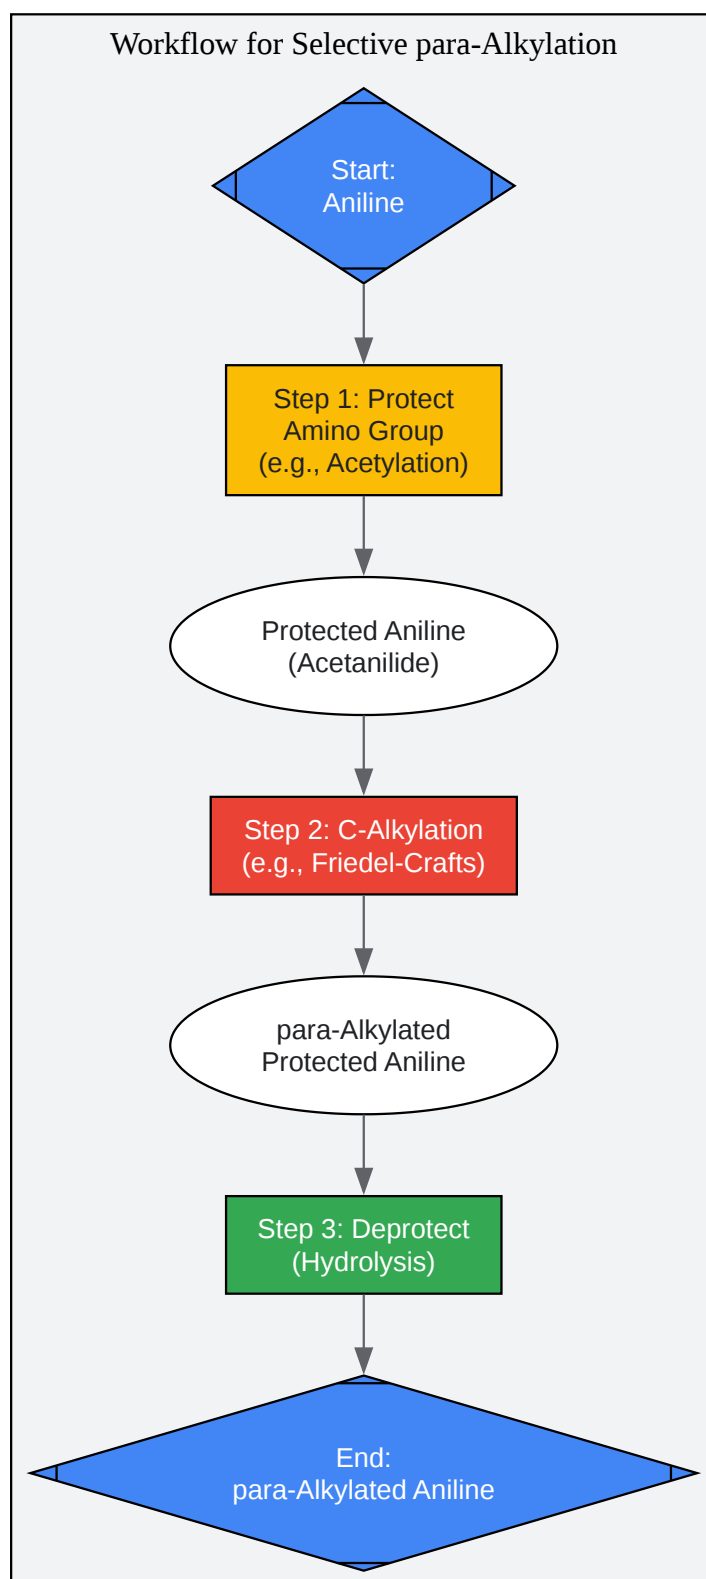 Workflow for Selective para-Alkylation
Start:
Aniline
Step 1: Protect
Amino Group
(e.g., Acetylation)
Protected Aniline
(Acetanilide)
Step 2: C-Alkylation
(e.g., Friedel-Crafts)
para-Alkylated
Protected Aniline
Step 3: Deprotect
(Hydrolysis)
End:
para-Alkylated Aniline